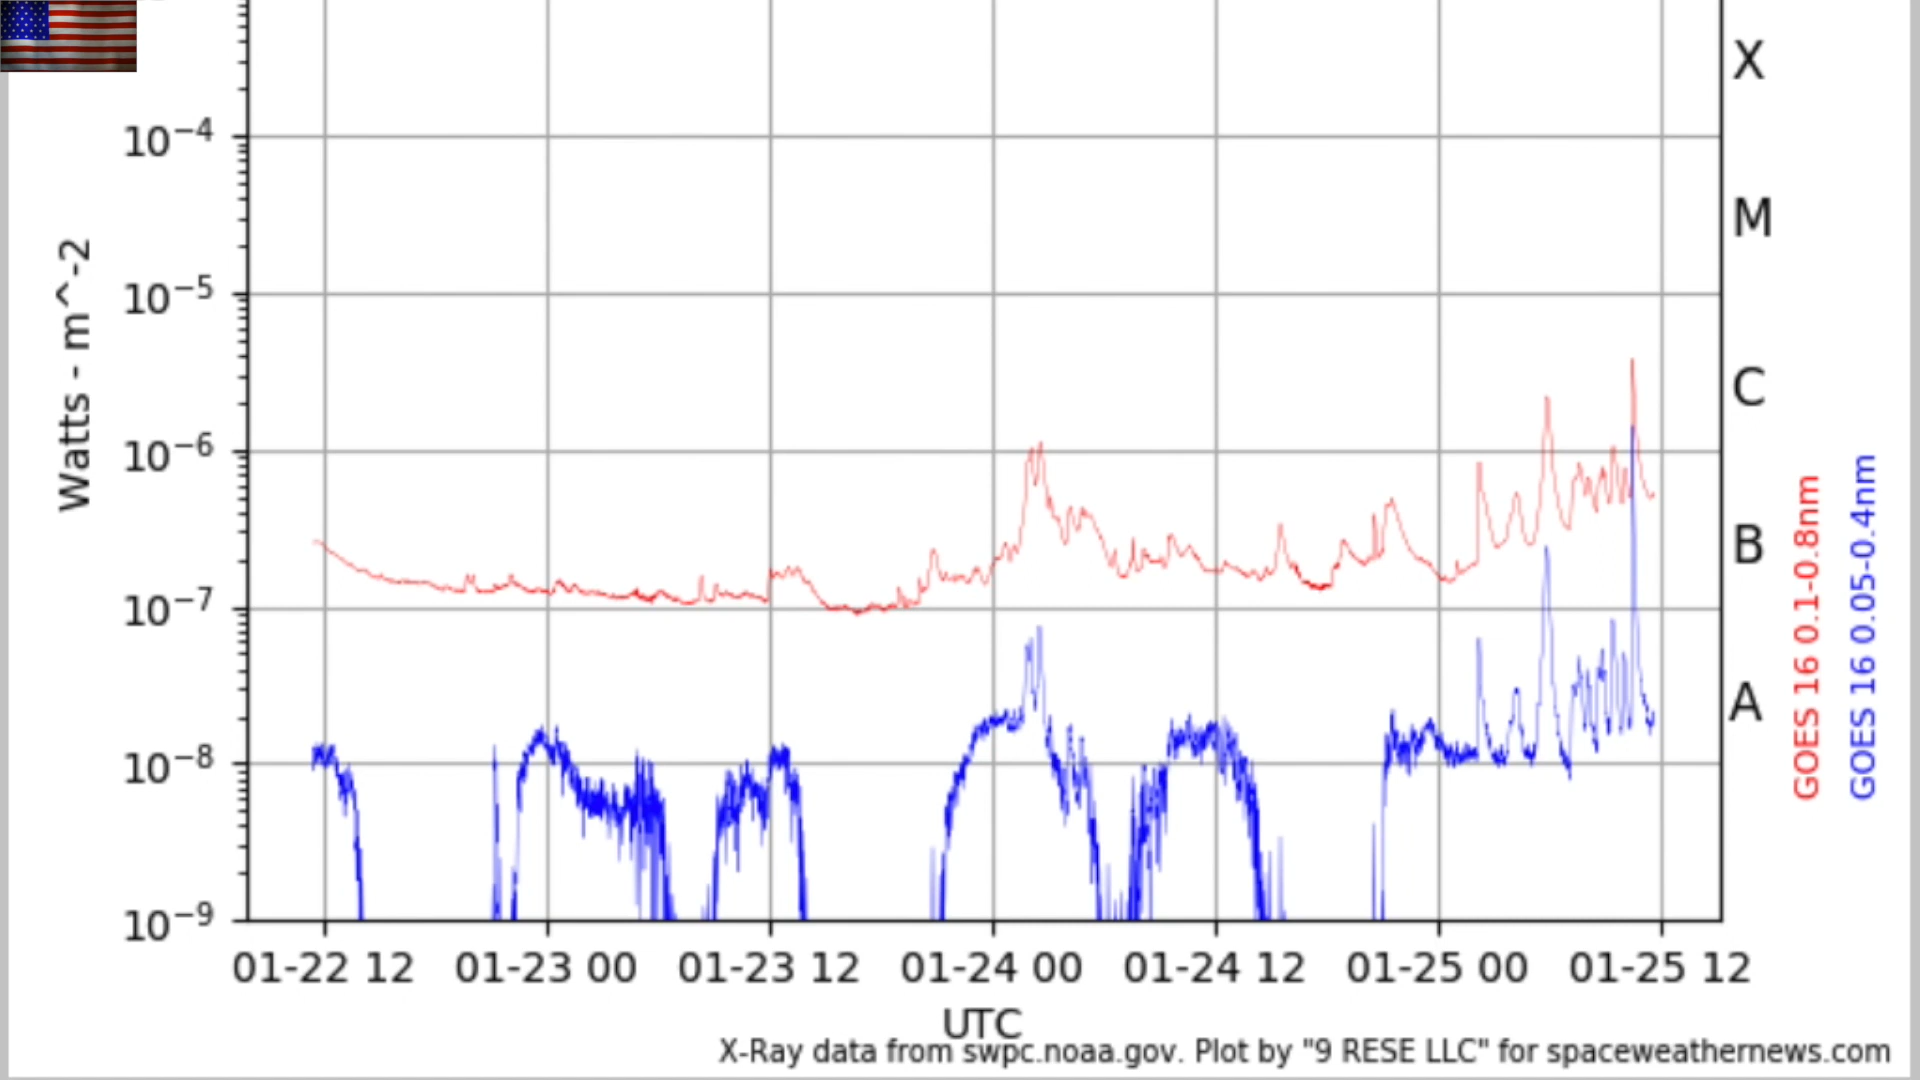 X
10−4
M
10−5
C
10−6
B
10−7
A
10−8
10−9
Watts - m^-2
GOES 16 0.1-0.8nm
GOES 16 0.05-0.4nm
01-22 12 01-23 00 01-23 12 01-24 00 01-24 12 01-25 00 01-25 12
UTC
X-Ray data from swpc.noaa.gov. Plot by "9 RESE LLC" for spaceweathernews.com